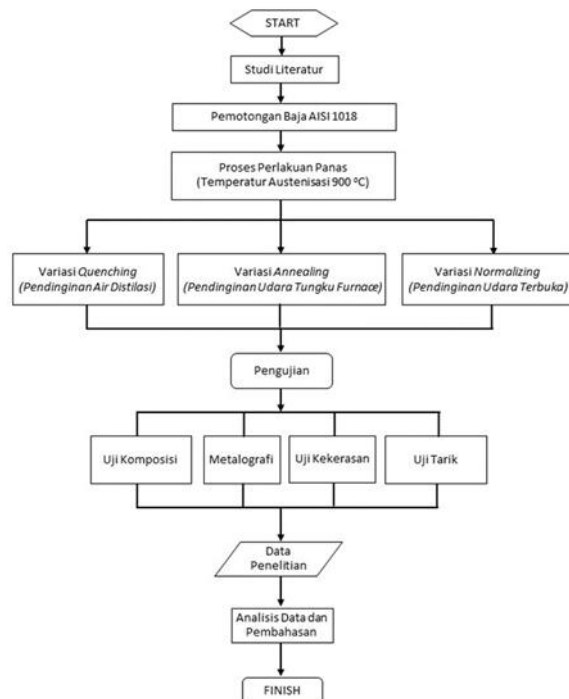 START
Studi Literatur
Pemotongan Baja AISI 1018
Proses Perlakuan Panas
(Temperatur Austenisasi 900 ºC)
Variasi Quenching
(Pendinginan Air Distilasi)
Variasi Annealing
(Pendinginan Udara Tungku Furnace)
Variasi Normalizing
(Pendinginan Udara Terbuka)
Pengujian
Uji Komposisi
Metalografi
Uji Kekerasan
Uji Tarik
Data
Penelitian
Analisis Data dan
Pembahasan
FINISH